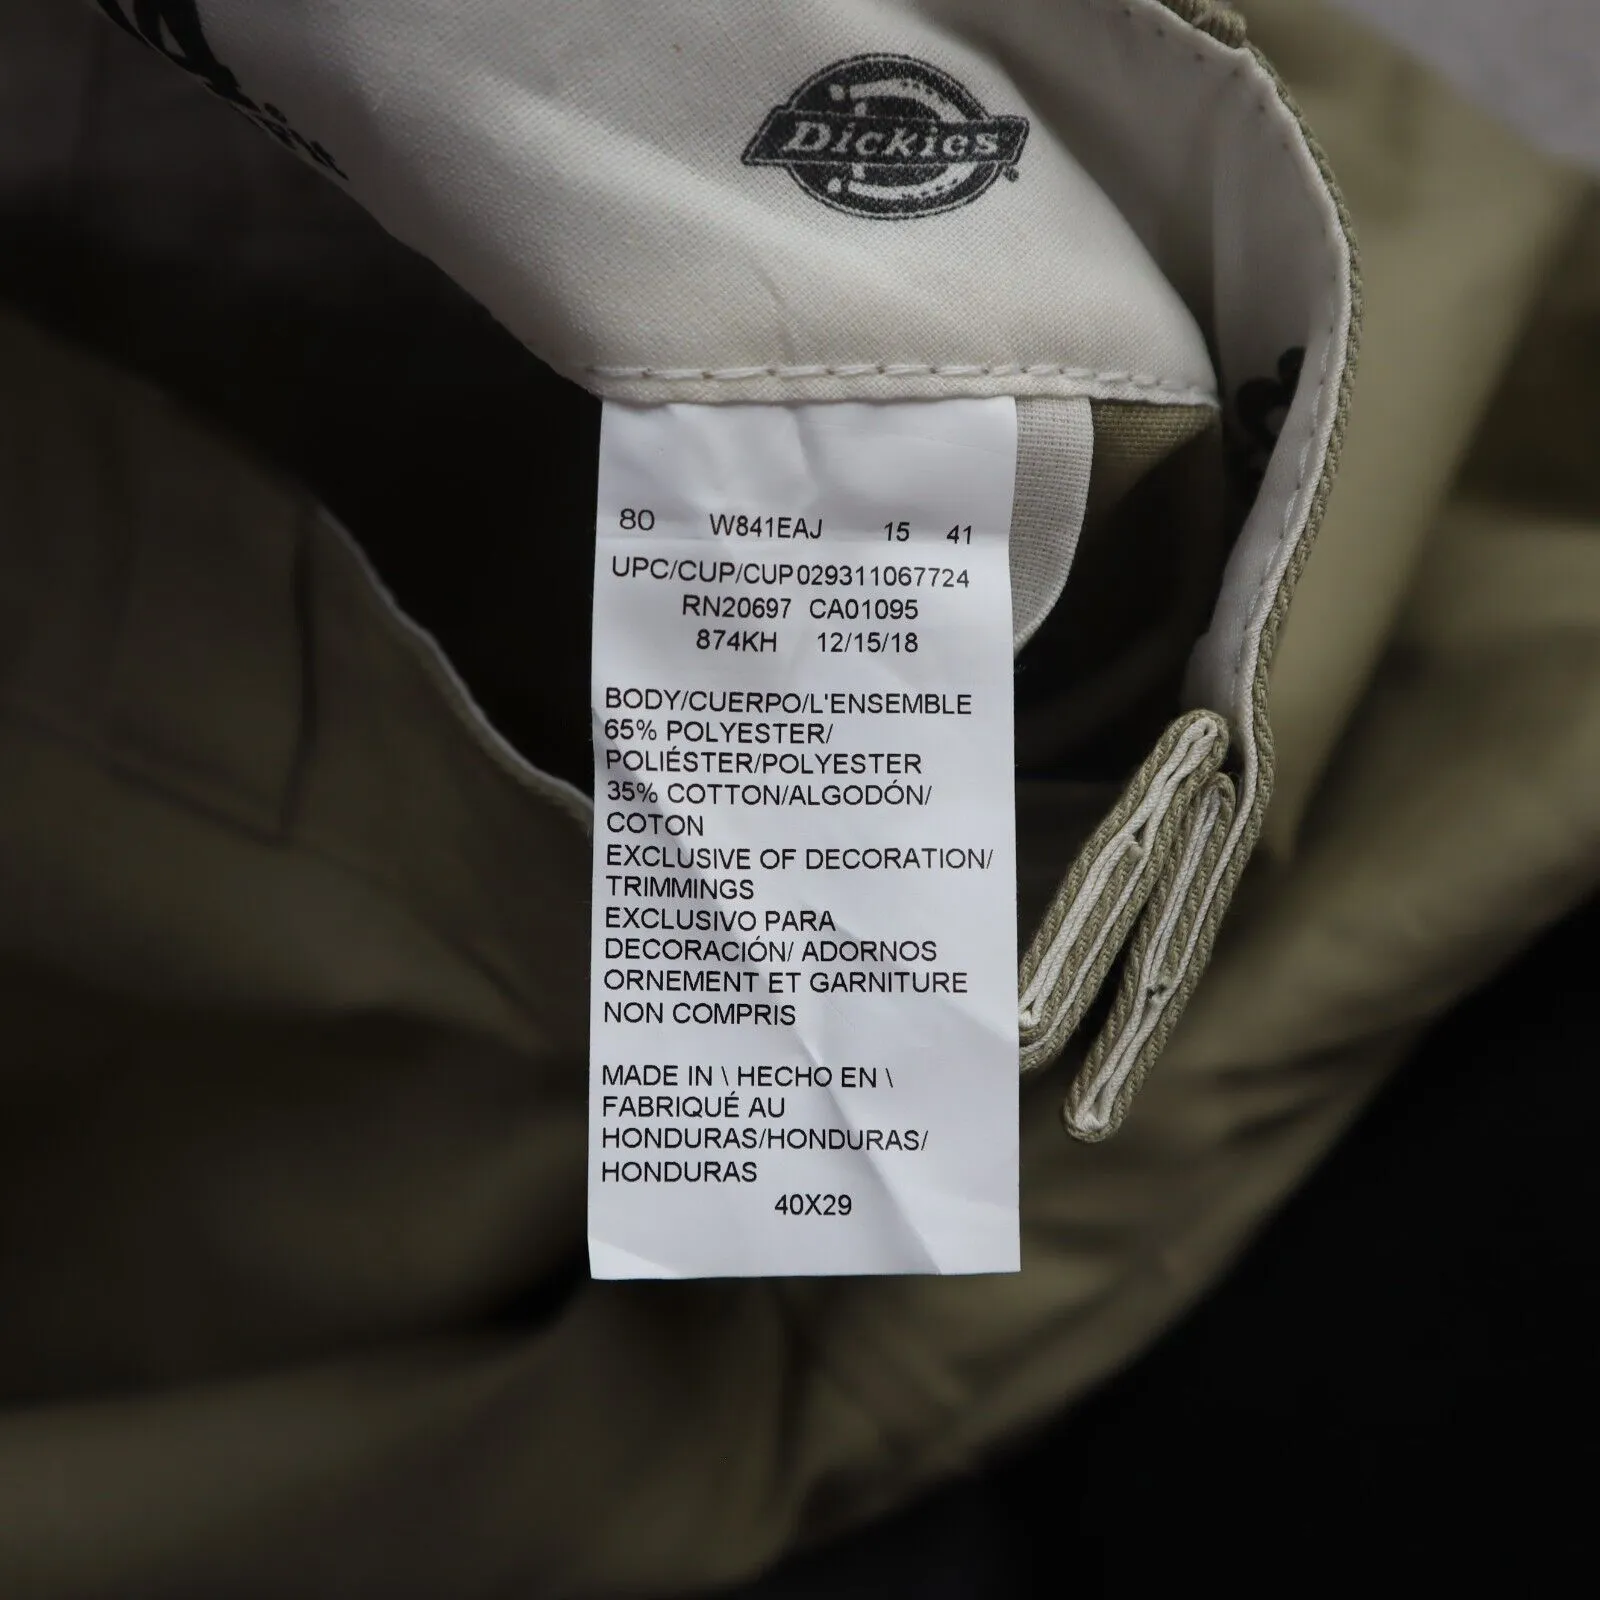 Dickies
80 W841EAJ 15 41
UPC/CUP/CUP029311067724
RN20697 CA01095
874KH 12/15/18
BODY/CUERPO/L'ENSEMBLE
65% POLYESTER/
POLIÉSTER/POLYESTER
35% COTTON/ALGODÓN/
COTON
EXCLUSIVE OF DECORATION/
TRIMMINGS
EXCLUSIVO PARA
DECORACIÓN/ ADORNOS
ORNEMENT ET GARNITURE
NON COMPRIS
MADE IN \ HECHO EN \
FABRIQUÉ AU
HONDURAS/HONDURAS/
HONDURAS
40X29